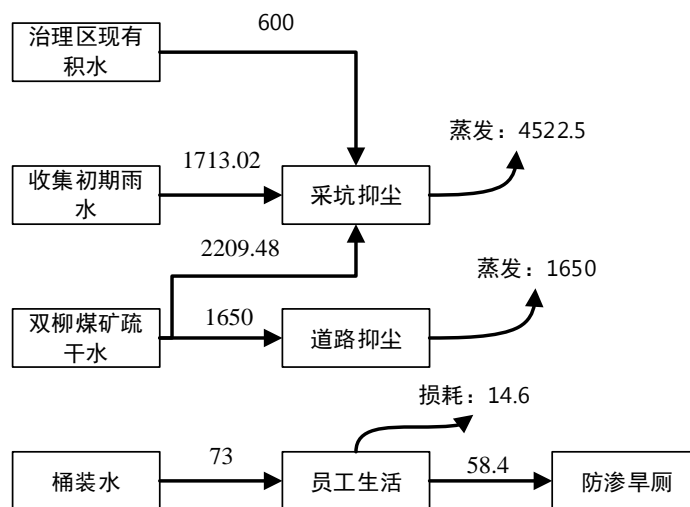 600
治理区现有
积水
蒸发：4522.5
1713.02
收集初期雨
水
采坑抑尘
2209.48
蒸发：1650
双柳煤矿疏
干水
1650
道路抑尘
损耗：14.6
桶装水
73
员工生活
58.4
防渗旱厕